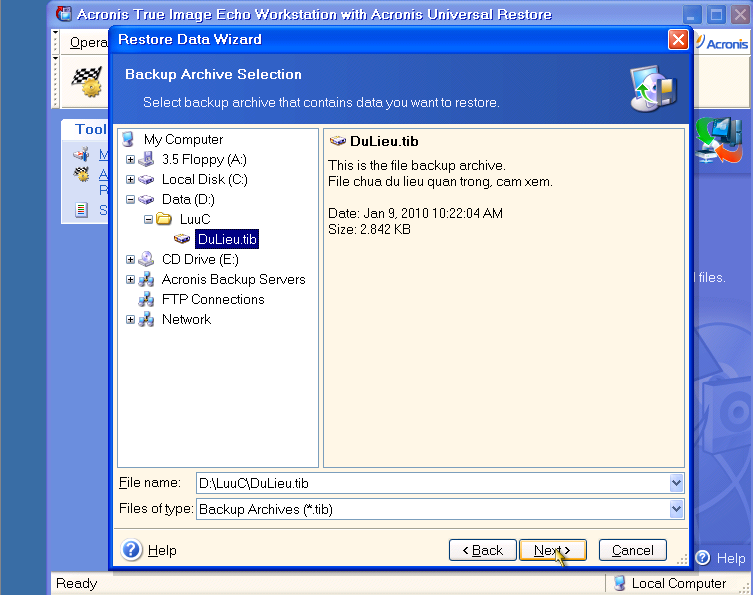 Acronis True Image Echo Workstation with Acronis Universal Restore
Opera
Acronis
Restore Data Wizard
Backup Archive Selection
Select backup archive that contains data you want to restore.
Tool
M
A
P
S
My Computer
3.5 Floppy (A:)
Local Disk (C:)
Data (D:)
LuuC
DuLieu.tib
CD Drive (E:)
Acronis Backup Servers
FTP Connections
Network
DuLieu.tib
This is the file backup archive.
File chua du lieu quan trong, cam xem.
Date: Jan 9, 2010 10:22:04 AM
Size: 2.842 KB
files.
File name: D:\LuuC\DuLieu.tib
Files of type: Backup Archives (*.tib)
Help
< Back
Next >
Cancel
Help
Ready
Local Computer